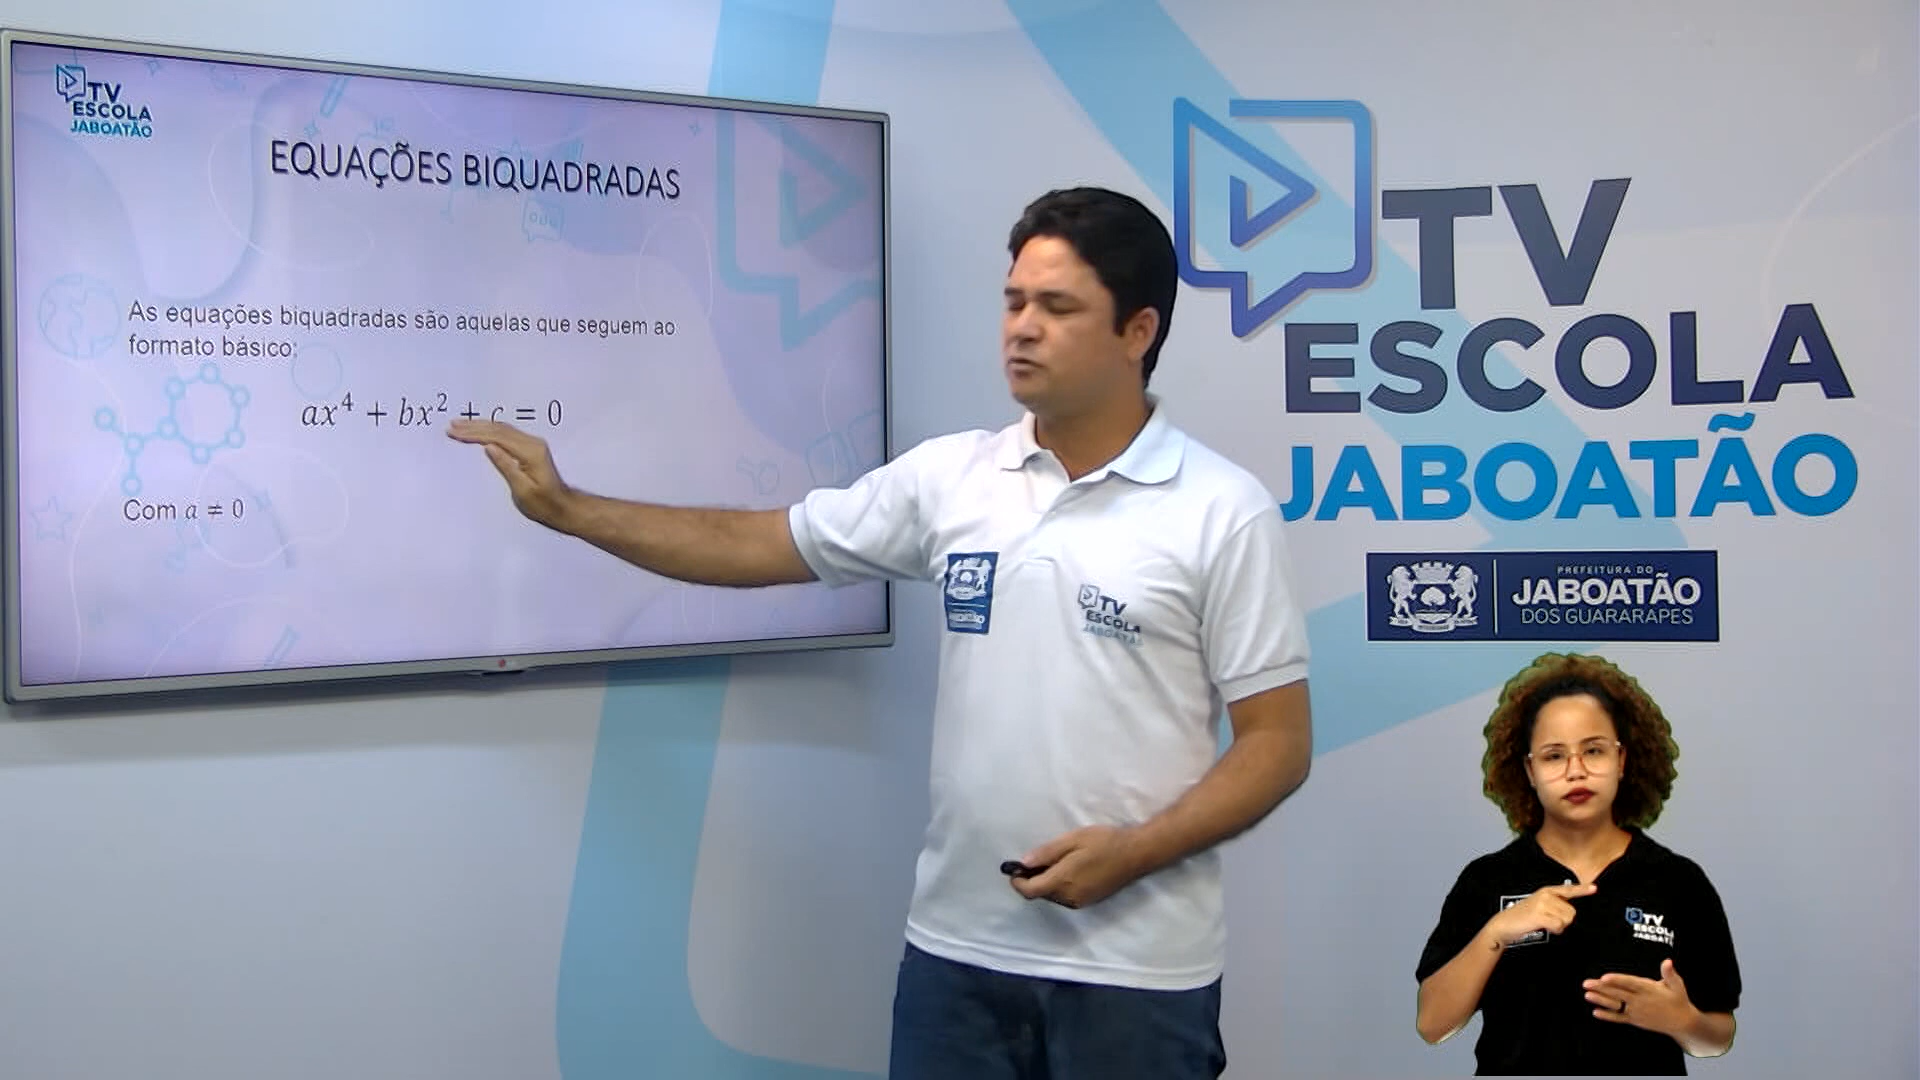 TV
ESCOLA
JABOATÃO
EQUAÇÕES BIQUADRADAS
As equações biquadradas são aquelas que seguem ao
formato básico:
ax⁴ + bx² + c = 0
Com a ≠ 0
TV
ESCOLA
JABOATÃO
PREFEITURA DO
JABOATÃO
DOS GUARARAPES
TV
ESCOLA
JABOATÃO
TV
ESCOLA